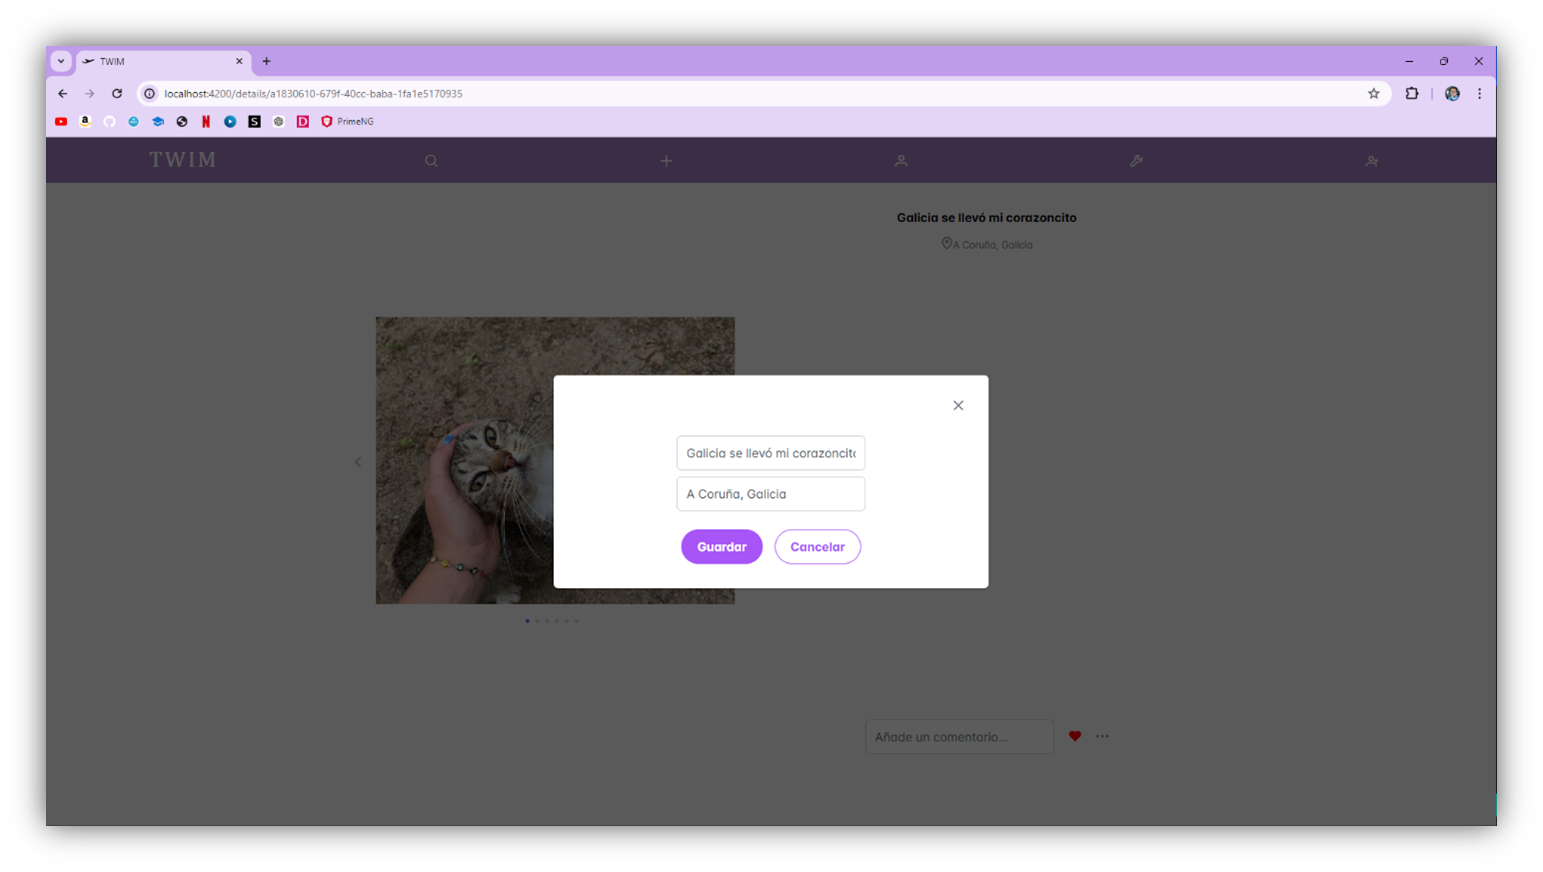 TWIM
localhost:4200/details/a1830610-679f-40cc-baba-1fa1e5170935
PrimeNG
TWIM
Galicia se llevó mi corazoncito
A Coruña, Galicia
Galicia se llevó mi corazoncito
A Coruña, Galicia
Guardar Cancelar
Añade un comentario...